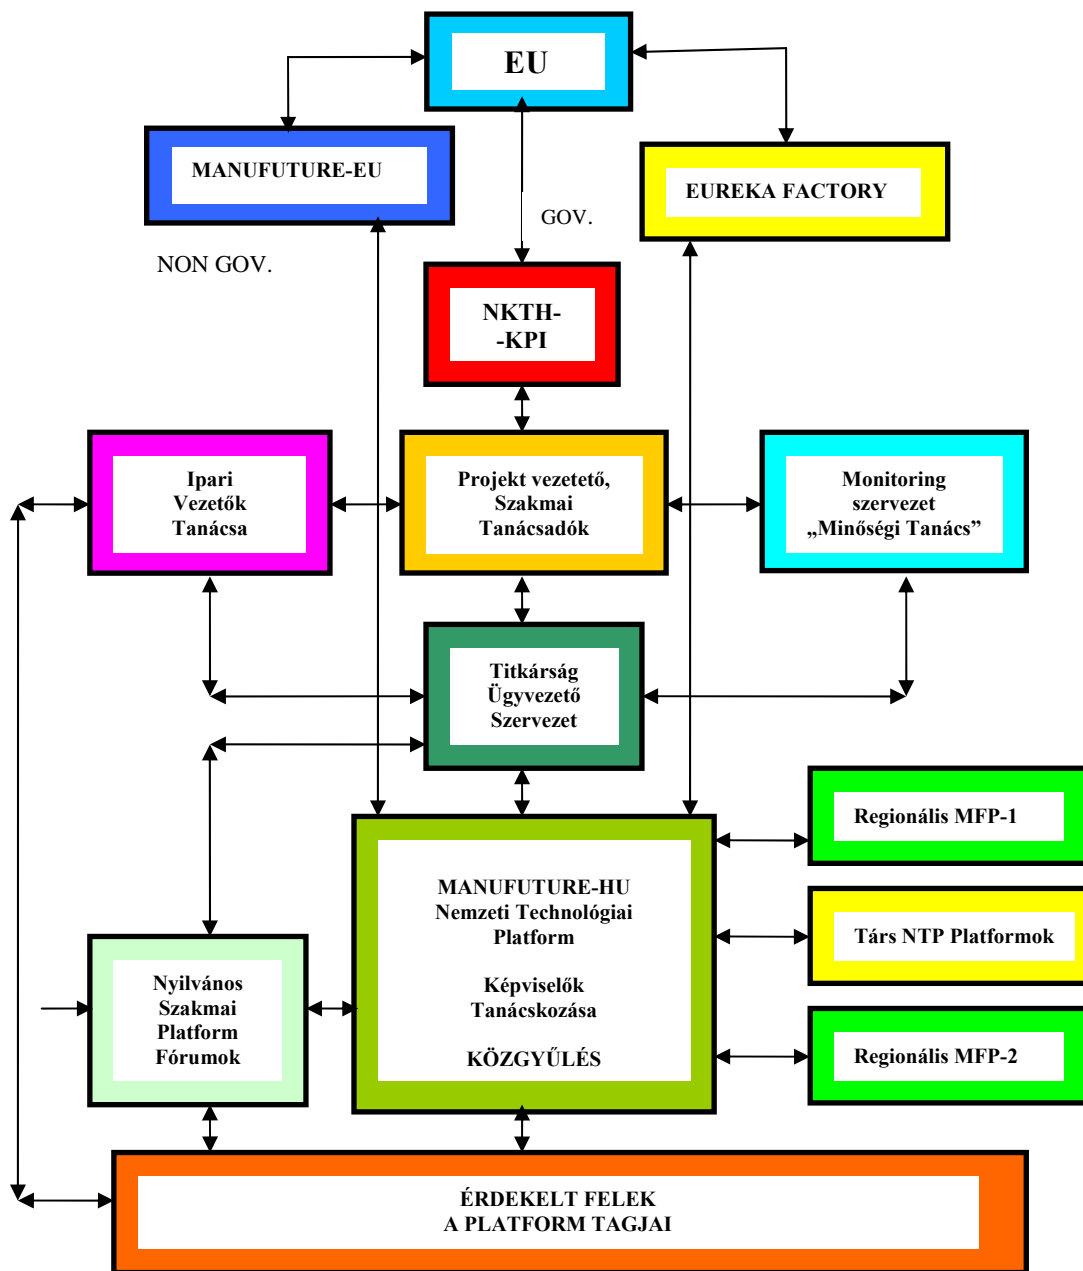 EU
MANUFUTURE-EU
EUREKA FACTORY
GOV.
NON GOV.
NKTH-
-KPI
Ipari
Vezetők
Tanácsa
Projekt vezetető,
Szakmai
Tanácsadók
Monitoring
szervezet
„Minőségi Tanács”
Titkárság
Ügyvezető
Szervezet
Regionális MFP-1
MANUFUTURE-HU
Nemzeti Technológiai
Platform
Képviselők
Tanácskozása
KÖZGYŰLÉS
Társ NTP Platformok
Nyilvános
Szakmai
Platform
Fórumok
Regionális MFP-2
ÉRDEKELT FELEK
A PLATFORM TAGJAI